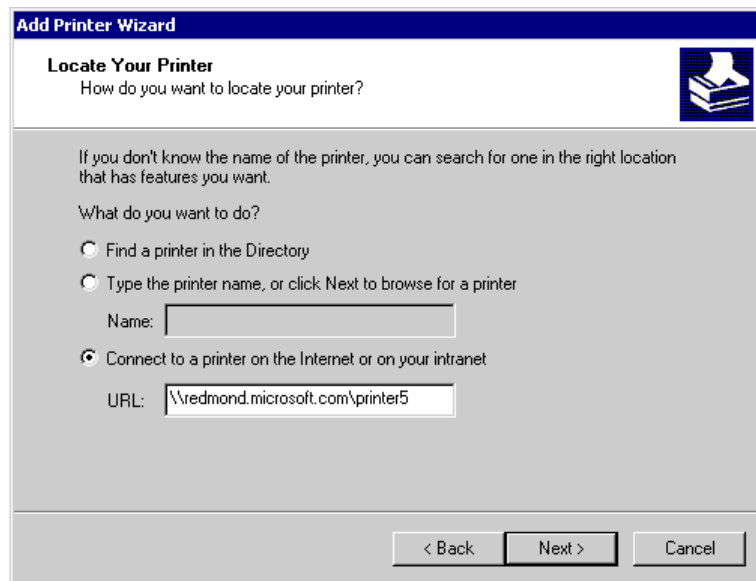 Add Printer Wizard
Locate Your Printer
How do you want to locate your printer?
If you don't know the name of the printer, you can search for one in the right location
that has features you want.
What do you want to do?
Find a printer in the Directory
Type the printer name, or click Next to browse for a printer
Name:
Connect to a printer on the Internet or on your intranet
URL: \\redmond.microsoft.com\printer5
< Back Next > Cancel